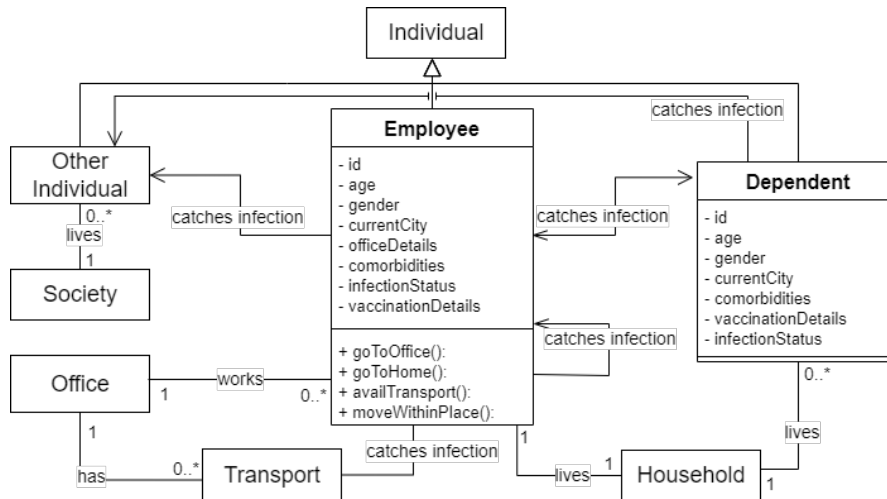 Individual
catches infection
catches infection
Employee
- id
- age
- gender
- currentCity
- officeDetails
- comorbidities
- infectionStatus
- vaccinationDetails
+ goToOffice():
+ goToHome():
+ availTransport():
+ moveWithinPlace():
Other
Individual
0..*
lives
1
Society
catches infection
catches infection
Dependent
- id
- age
- gender
- currentCity
- comorbidities
- vaccinationDetails
- infectionStatus
0..*
catches infection
Office
1
works
0..*
1
has
0..*
Transport
catches infection
1
lives
1
Household
lives
1